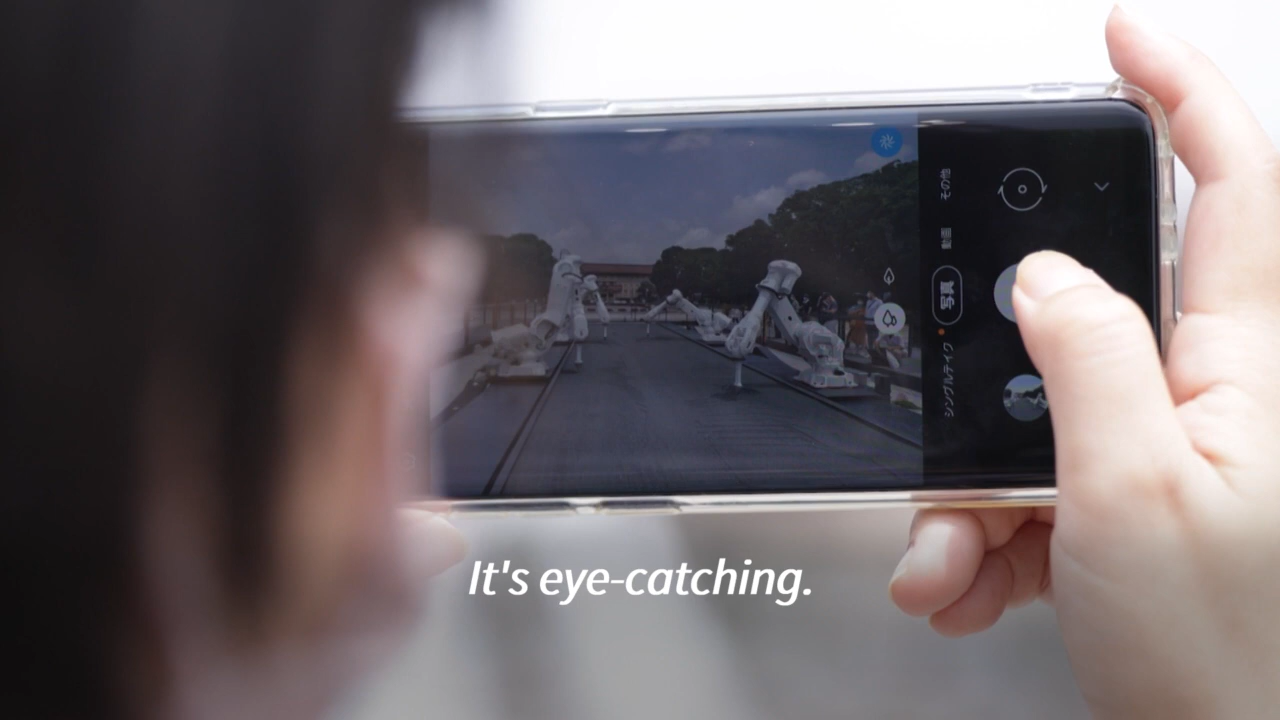 その他
動画
写真
シングルテイク
It's eye-catching.